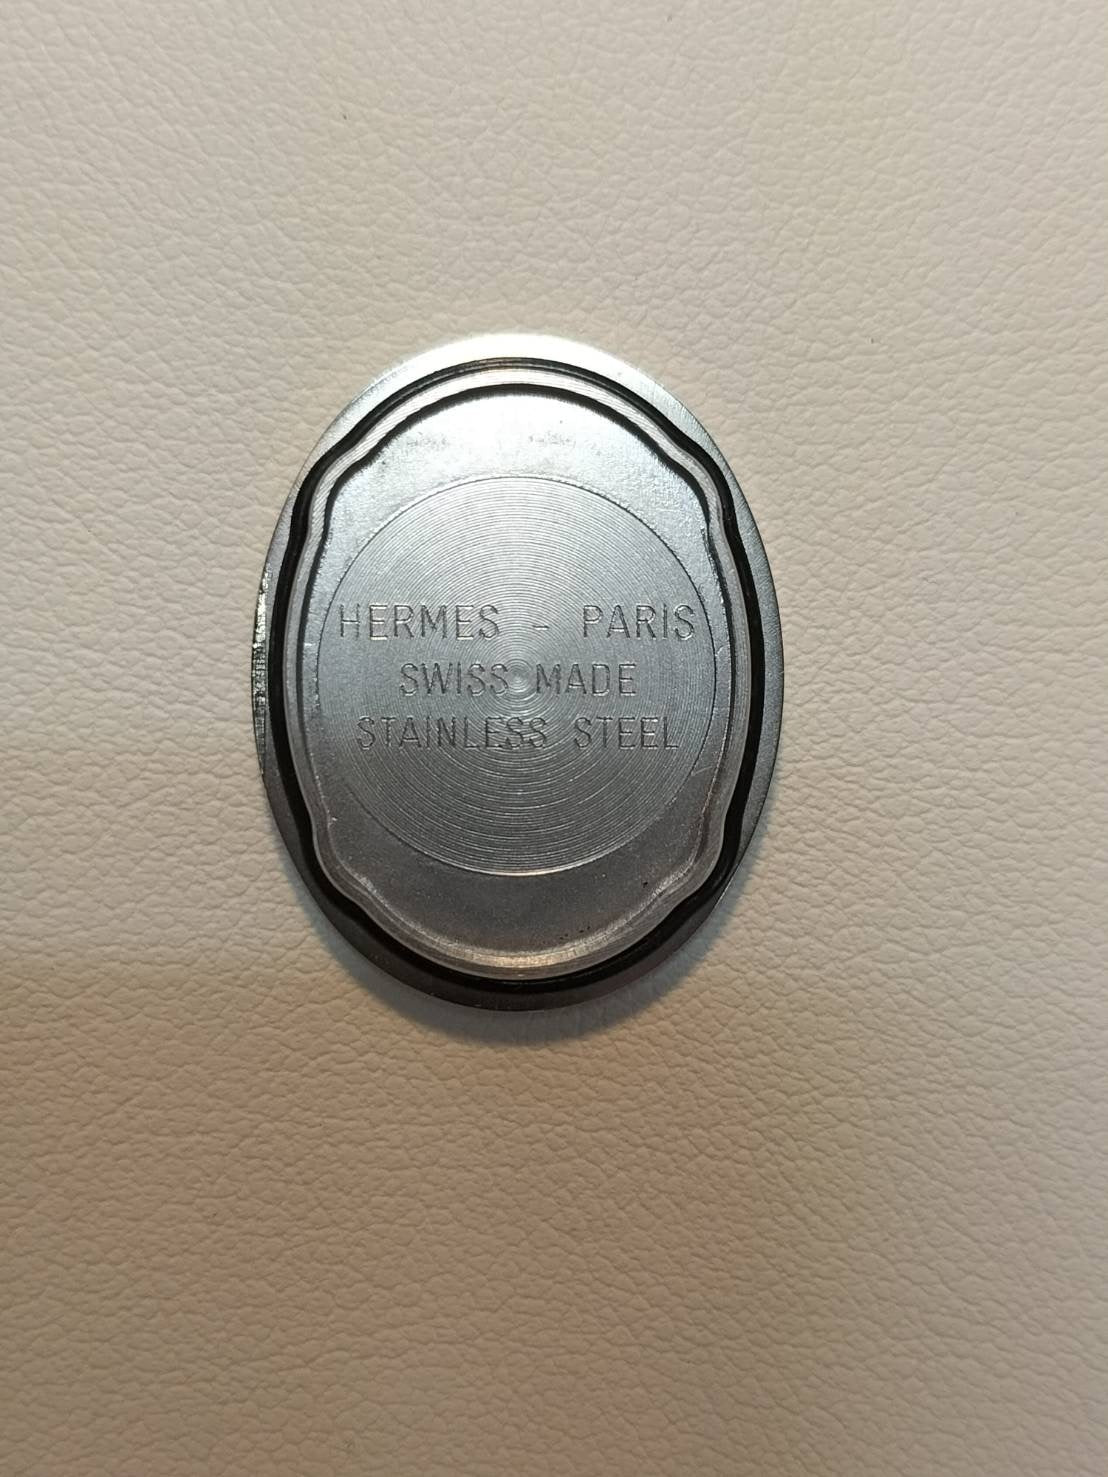 HERMES - PARIS
SWISS MADE
STAINLESS STEEL